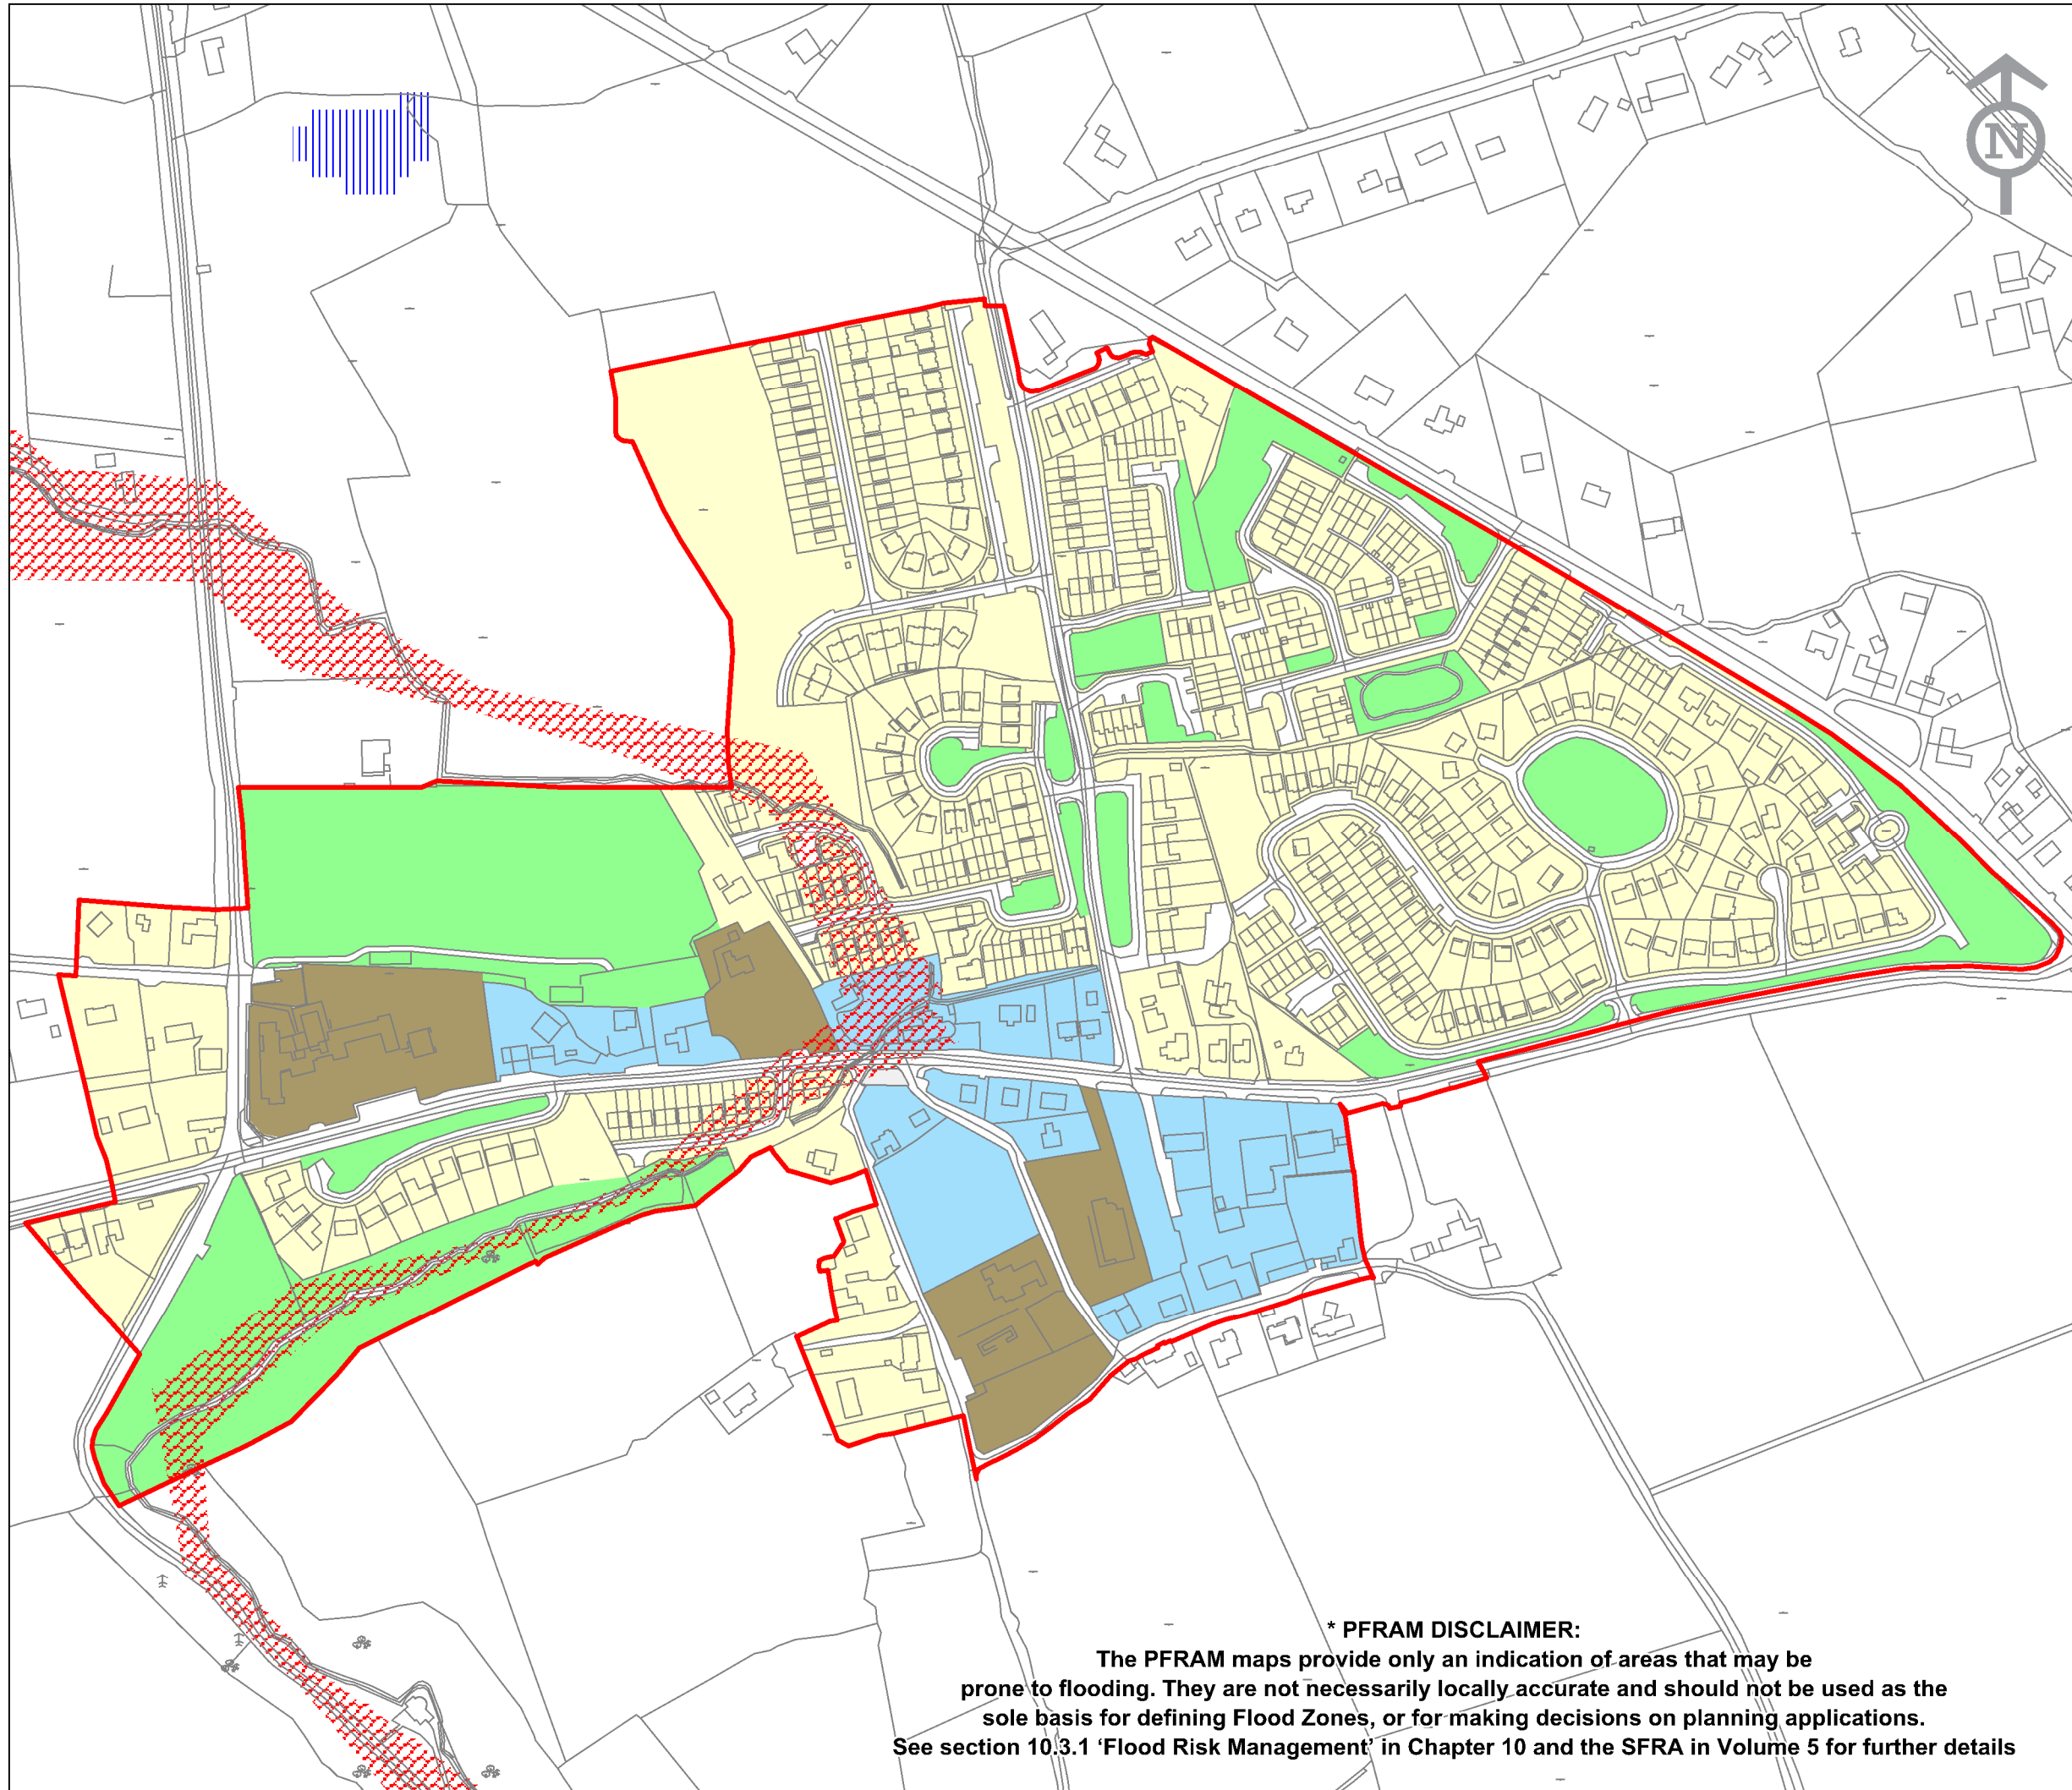 N
* PFRAM DISCLAIMER:
The PFRAM maps provide only an indication of areas that may be
prone to flooding. They are not necessarily locally accurate and should not be used as the
sole basis for defining Flood Zones, or for making decisions on planning applications.
See section 10.3.1 ‘Flood Risk Management’ in Chapter 10 and the SFRA in Volume 5 for further details